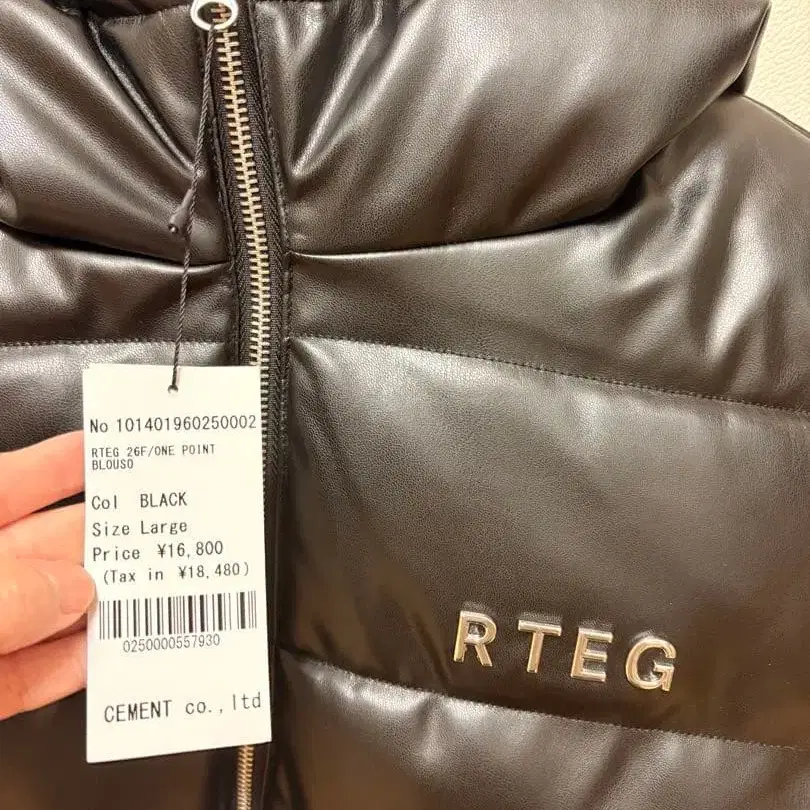 No 101401960250002
RTEG 26F/ONE POINT
BLOUSO
Col BLACK
Size Large
Price ¥16,800
(Tax in ¥18,480)
0250000557930
CEMENT co.,ltd
RTEG